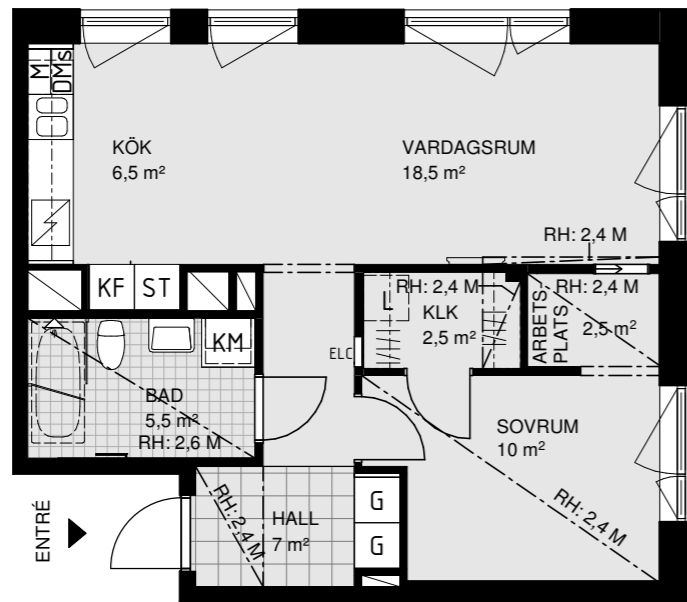 M
DMs
KÖK
6,5 m²
VARDAGSRUM
18,5 m²
RH: 2,4 M
KF
ST
L
RH: 2,4 M
KLK
2,5 m²
ARBETS
PLATS
RH: 2,4 M
2,5 m²
KM
ELC
BAD
5,5 m²
RH: 2,6 M
SOVRUM
10 m²
RH: 2,4 M
ENTRÉ
RH: 2,4 M
HALL
7 m²
G
G